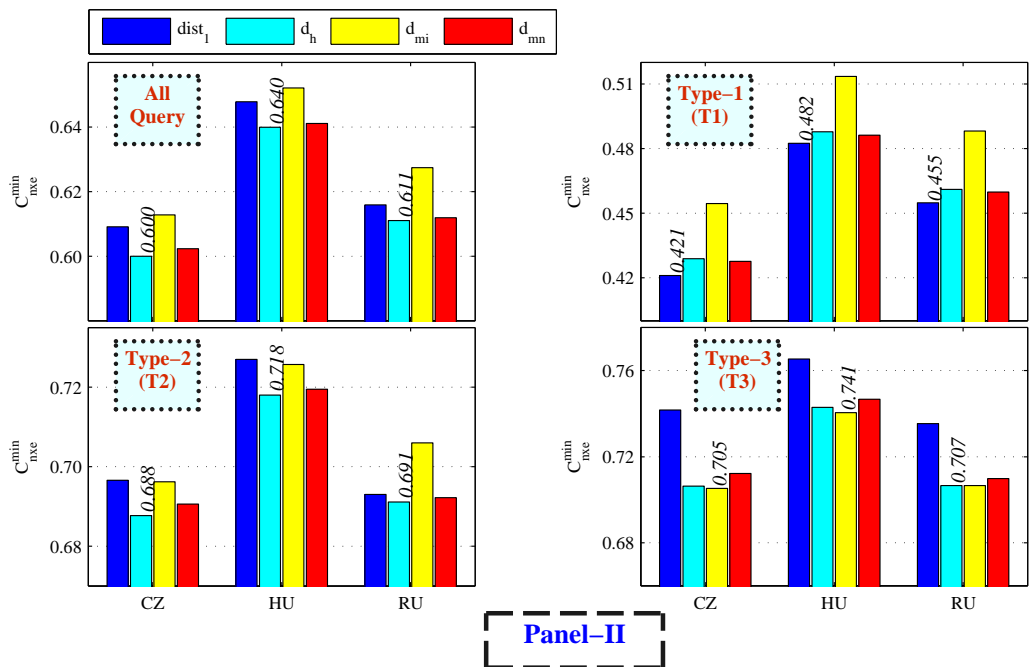 dist_l d_h d_mi d_mn
All
Query
C^min_nxe
0.64
0.62
0.60
0.600
0.640
0.611
Type−1
(T1)
C^min_nxe
0.51
0.48
0.45
0.42
0.421
0.482
0.455
Type−2
(T2)
C^min_nxe
0.72
0.70
0.68
0.688
0.718
0.691
CZ HU RU
Type−3
(T3)
C^min_nxe
0.76
0.72
0.68
0.705
0.741
0.707
CZ HU RU
Panel−II